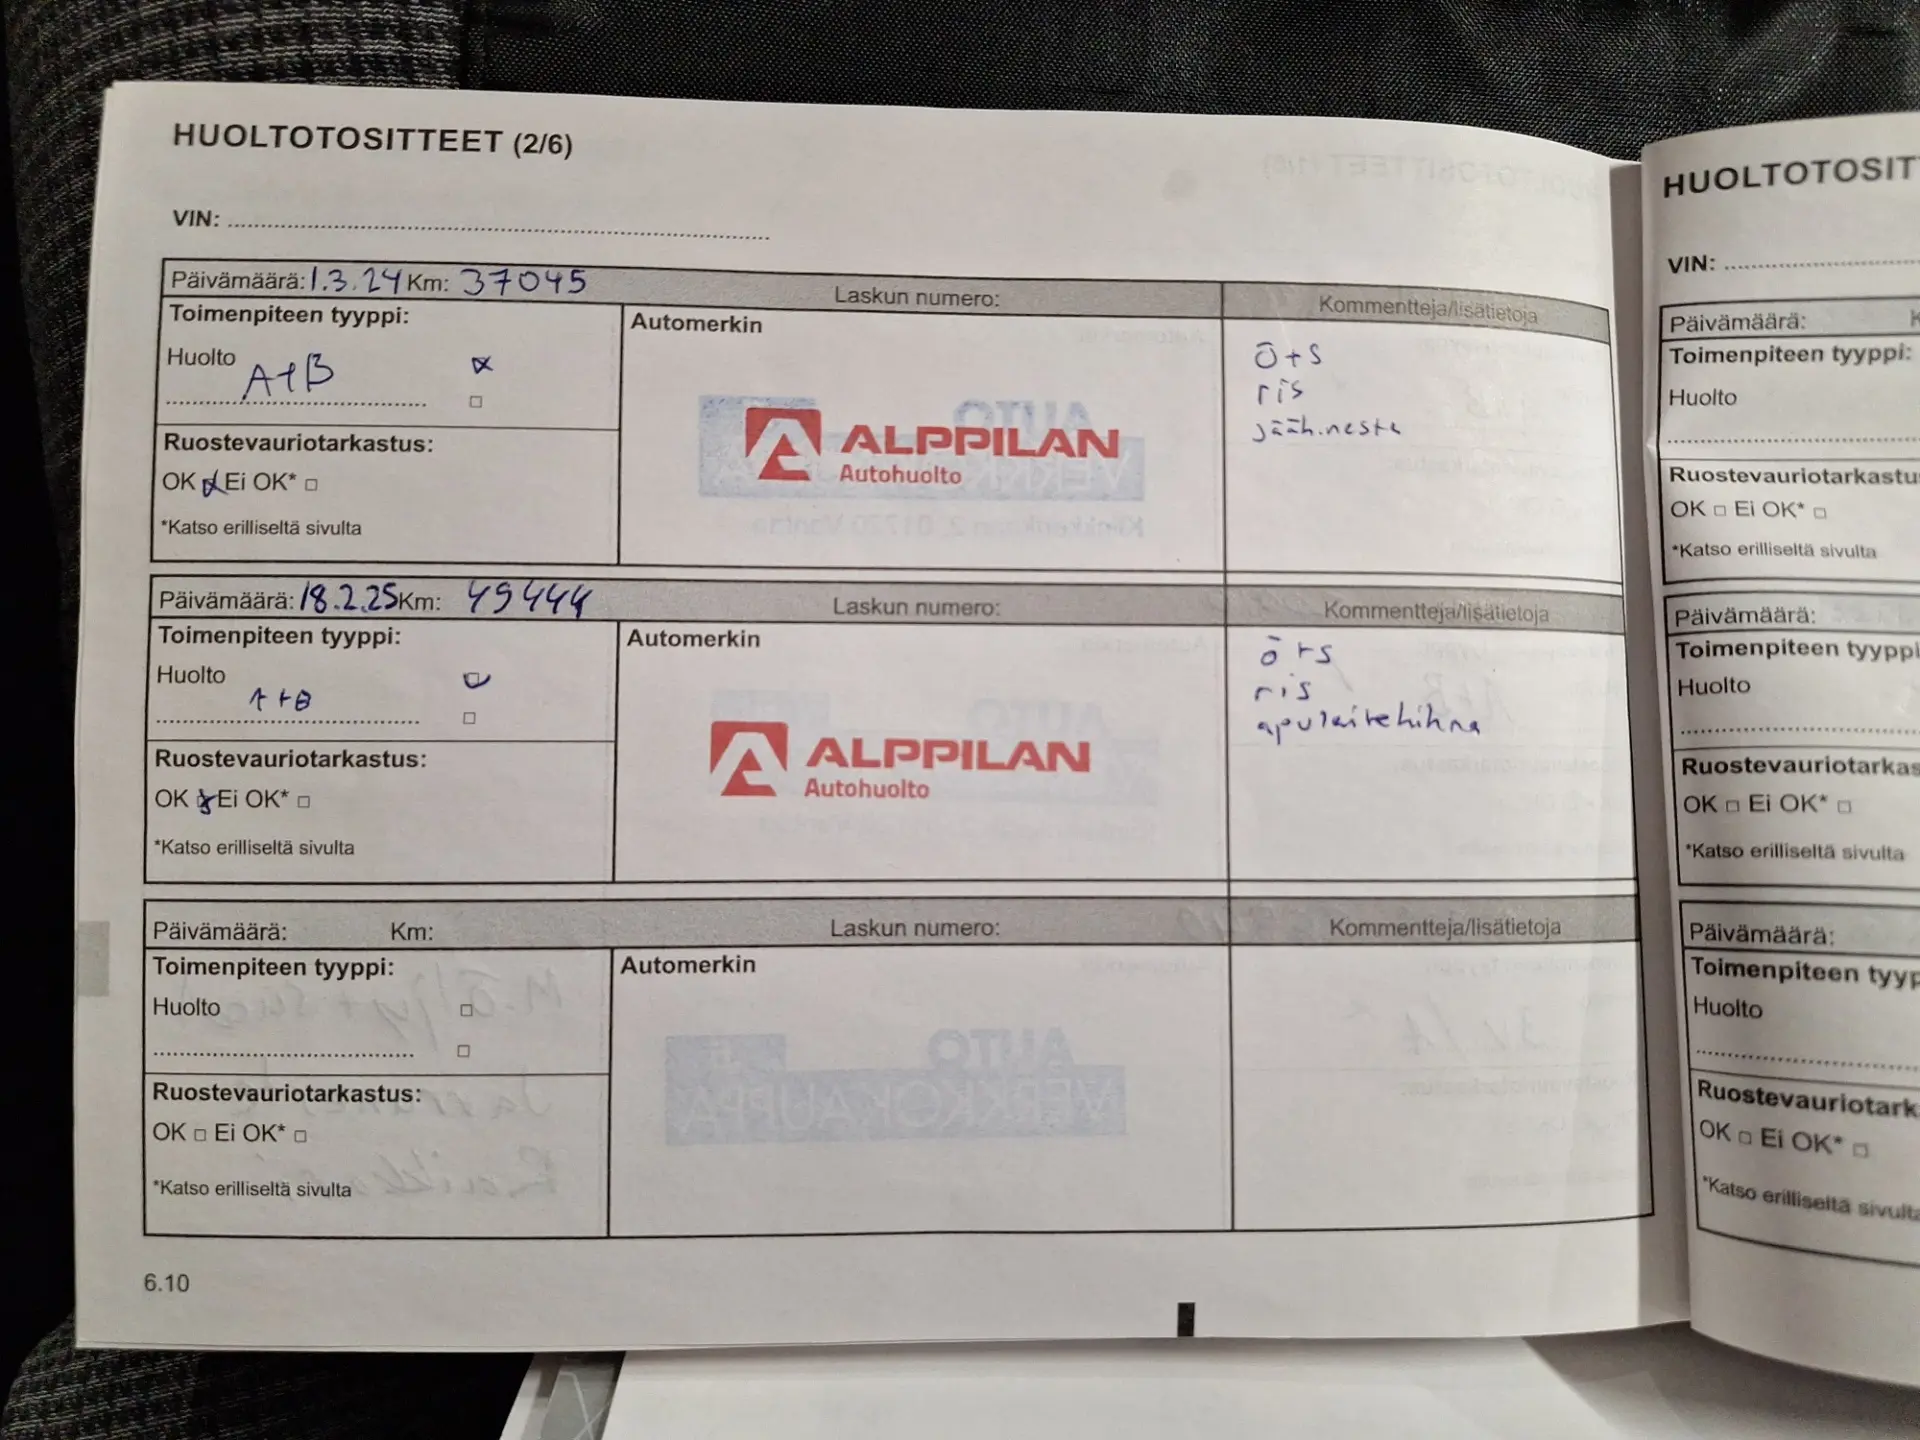 HUOLTOTOSITTEET (2/6)
VIN:
Päivämäärä: 1.3.24 Km: 37045
Laskun numero:
Kommentteja/lisätietoja
Toimenpiteen tyyppi:
Huolto
A+B
Ruostevauriotarkastus:
OK Ei OK*
*Katso erilliseltä sivulta
Automerkin
ALPPILAN
Autohuolto
Ö+S
ris
jäähneste
Päivämäärä: 18.2.25 Km: 49444
Laskun numero:
Kommentteja/lisätietoja
Toimenpiteen tyyppi:
Huolto
A+B
Ruostevauriotarkastus:
OK Ei OK*
*Katso erilliseltä sivulta
Automerkin
ALPPILAN
Autohuolto
ö+s
ris
apulaitehihna
Päivämäärä: Km:
Laskun numero:
Kommentteja/lisätietoja
Toimenpiteen tyyppi:
Huolto
Ruostevauriotarkastus:
OK Ei OK*
*Katso erilliseltä sivulta
Automerkin
6.10
HUOLTOTOSIT
VIN:
Päivämäärä:
Toimenpiteen tyyppi:
Huolto
Ruostevauriotarkastu
OK Ei OK*
*Katso erilliseltä sivulta
Päivämäärä:
Toimenpiteen tyyppi
Huolto
Ruostevauriotarkas
OK Ei OK*
*Katso erilliseltä sivulta
Päivämäärä:
Toimenpiteen tyyp
Huolto
Ruostevauriotark
OK Ei OK*
*Katso erilliseltä sivulta